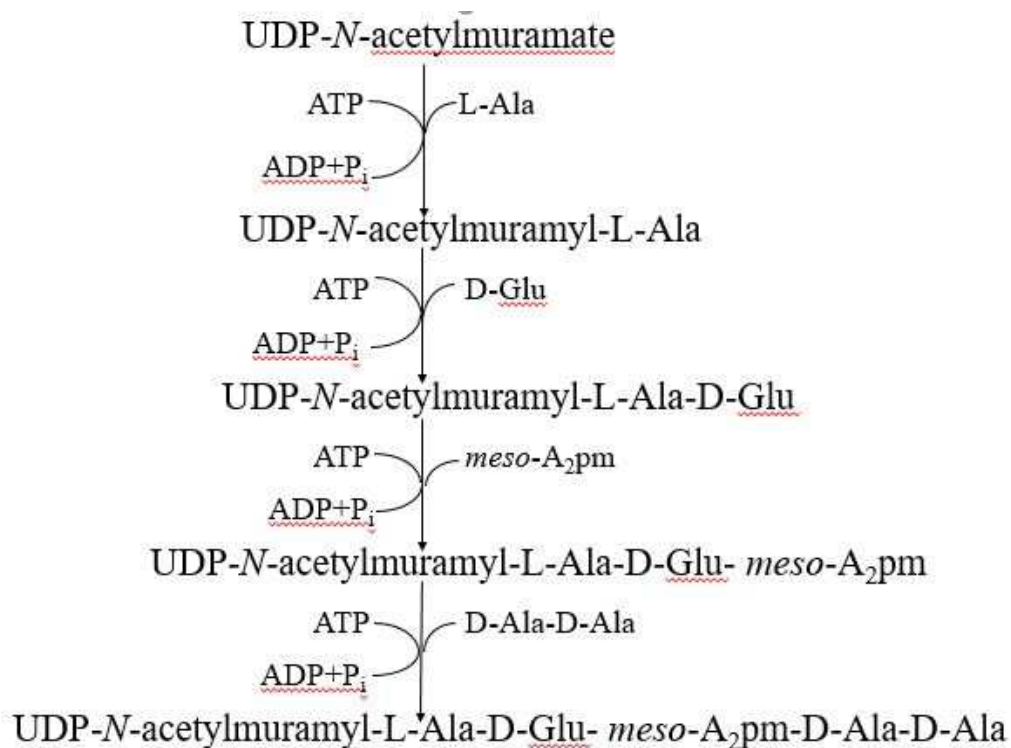 UDP-N-acetylmuramate
ATP L-Ala
ADP+Pi
UDP-N-acetylmuramyl-L-Ala
ATP D-Glu
ADP+Pi
UDP-N-acetylmuramyl-L-Ala-D-Glu
ATP meso-A₂pm
ADP+Pi
UDP-N-acetylmuramyl-L-Ala-D-Glu- meso-A₂pm
ATP D-Ala-D-Ala
ADP+Pi
UDP-N-acetylmuramyl-L-Ala-D-Glu- meso-A₂pm-D-Ala-D-Ala